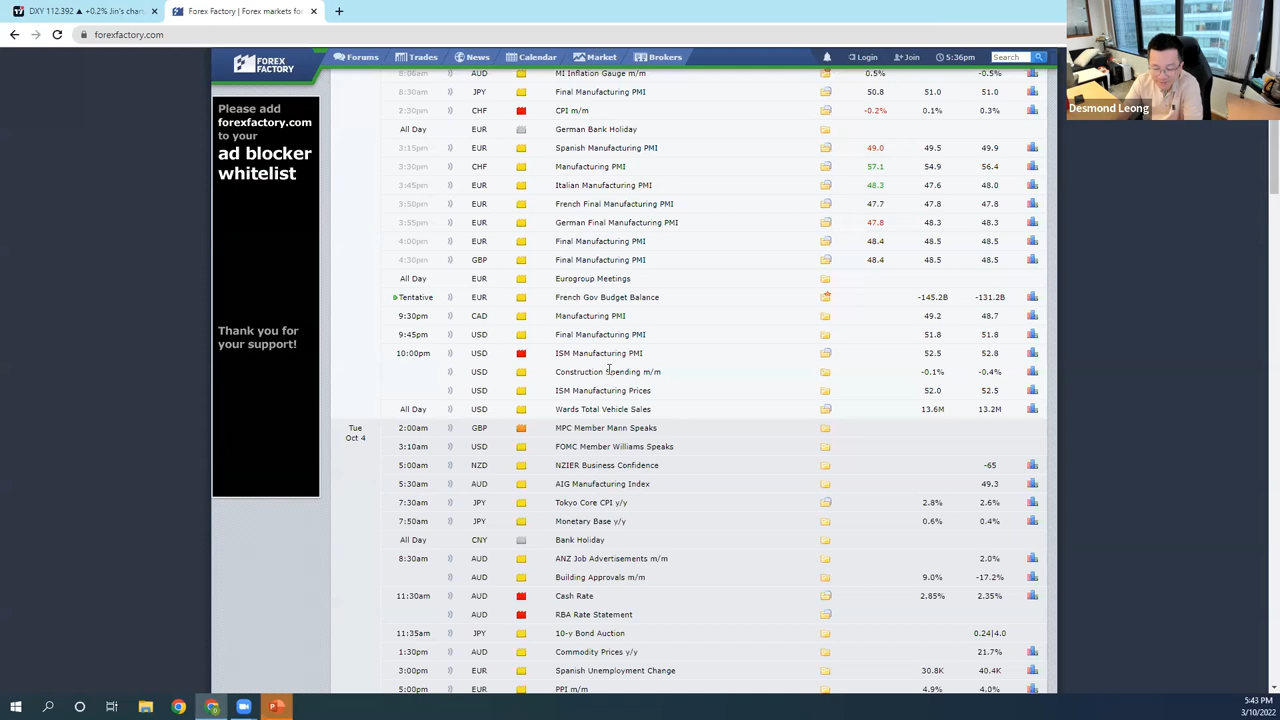 DXY 112.392 ▲ +0.2% Jin's chart
Forex Factory | Forex markets fo
forexfactory.com
FOREX FACTORY Forums Trades News Calendar Market Brokers Login Join 5:36pm Search
Please add
forexfactory.com
to your
ad blocker
whitelist
Thank you for
your support!
Desmond Leong
8:06am AUD MI Inflation Gauge m/m 0.5% -0.5%
8:30am JPY Final Manufacturing PMI 50.8 51.0 51.0
2:30pm CHF CPI m/m -0.2% 0.1% 0.3%
All Day EUR German Bank Holiday
3:15pm EUR Spanish Manufacturing PMI 49.0 49.5 49.9
3:30pm CHF Manufacturing PMI 57.1 54.9 56.4
3:45pm EUR Italian Manufacturing PMI 48.3 47.6 48.0
3:50pm EUR French Final Manufacturing PMI 47.7 47.8 47.8
3:55pm EUR German Final Manufacturing PMI 47.8 48.3 48.3
4:00pm EUR Final Manufacturing PMI 48.4 48.5 48.5
4:30pm GBP Final Manufacturing PMI 48.4 48.5 48.5
All Day EUR Eurogroup Meetings
Tentative EUR French Gov Budget Balance -145.2B -131.2B
9:30pm CAD Manufacturing PMI 49.2 48.7
9:45pm USD Final Manufacturing PMI 51.8 51.8
10:00pm USD ISM Manufacturing PMI 52.5 52.8
USD Construction Spending m/m -0.1% -0.4%
USD ISM Manufacturing Prices 52.0 52.5
All Day USD Wards Total Vehicle Sales 13.6M 13.2M
Tue Oct 4 2:00am GBP MPC Member Mann Speaks
3:10am USD FOMC Member Williams Speaks
5:00am NZD NZIER Business Confidence -65
5:30am AUD AIG Manufacturing Index 49.3
7:30am JPY Tokyo Core CPI y/y 2.8% 2.6%
7:50am JPY Monetary Base y/y 0.6% 0.4%
All Day CNY Bank Holiday
8:30am AUD ANZ Job Advertisements m/m 2.0%
AUD Building Approvals m/m 9.0% -17.2%
11:30am AUD Cash Rate 2.85% 2.35%
AUD RBA Rate Statement
11:35am JPY 10-y Bond Auction 0.24|4.0
1:30pm AUD Commodity Prices y/y 21.7%
3:00pm EUR Spanish Unemployment Change 30.8K 40.4K
5:00pm EUR PPI m/m 4.9% 4.0%
5:43 PM
3/10/2022